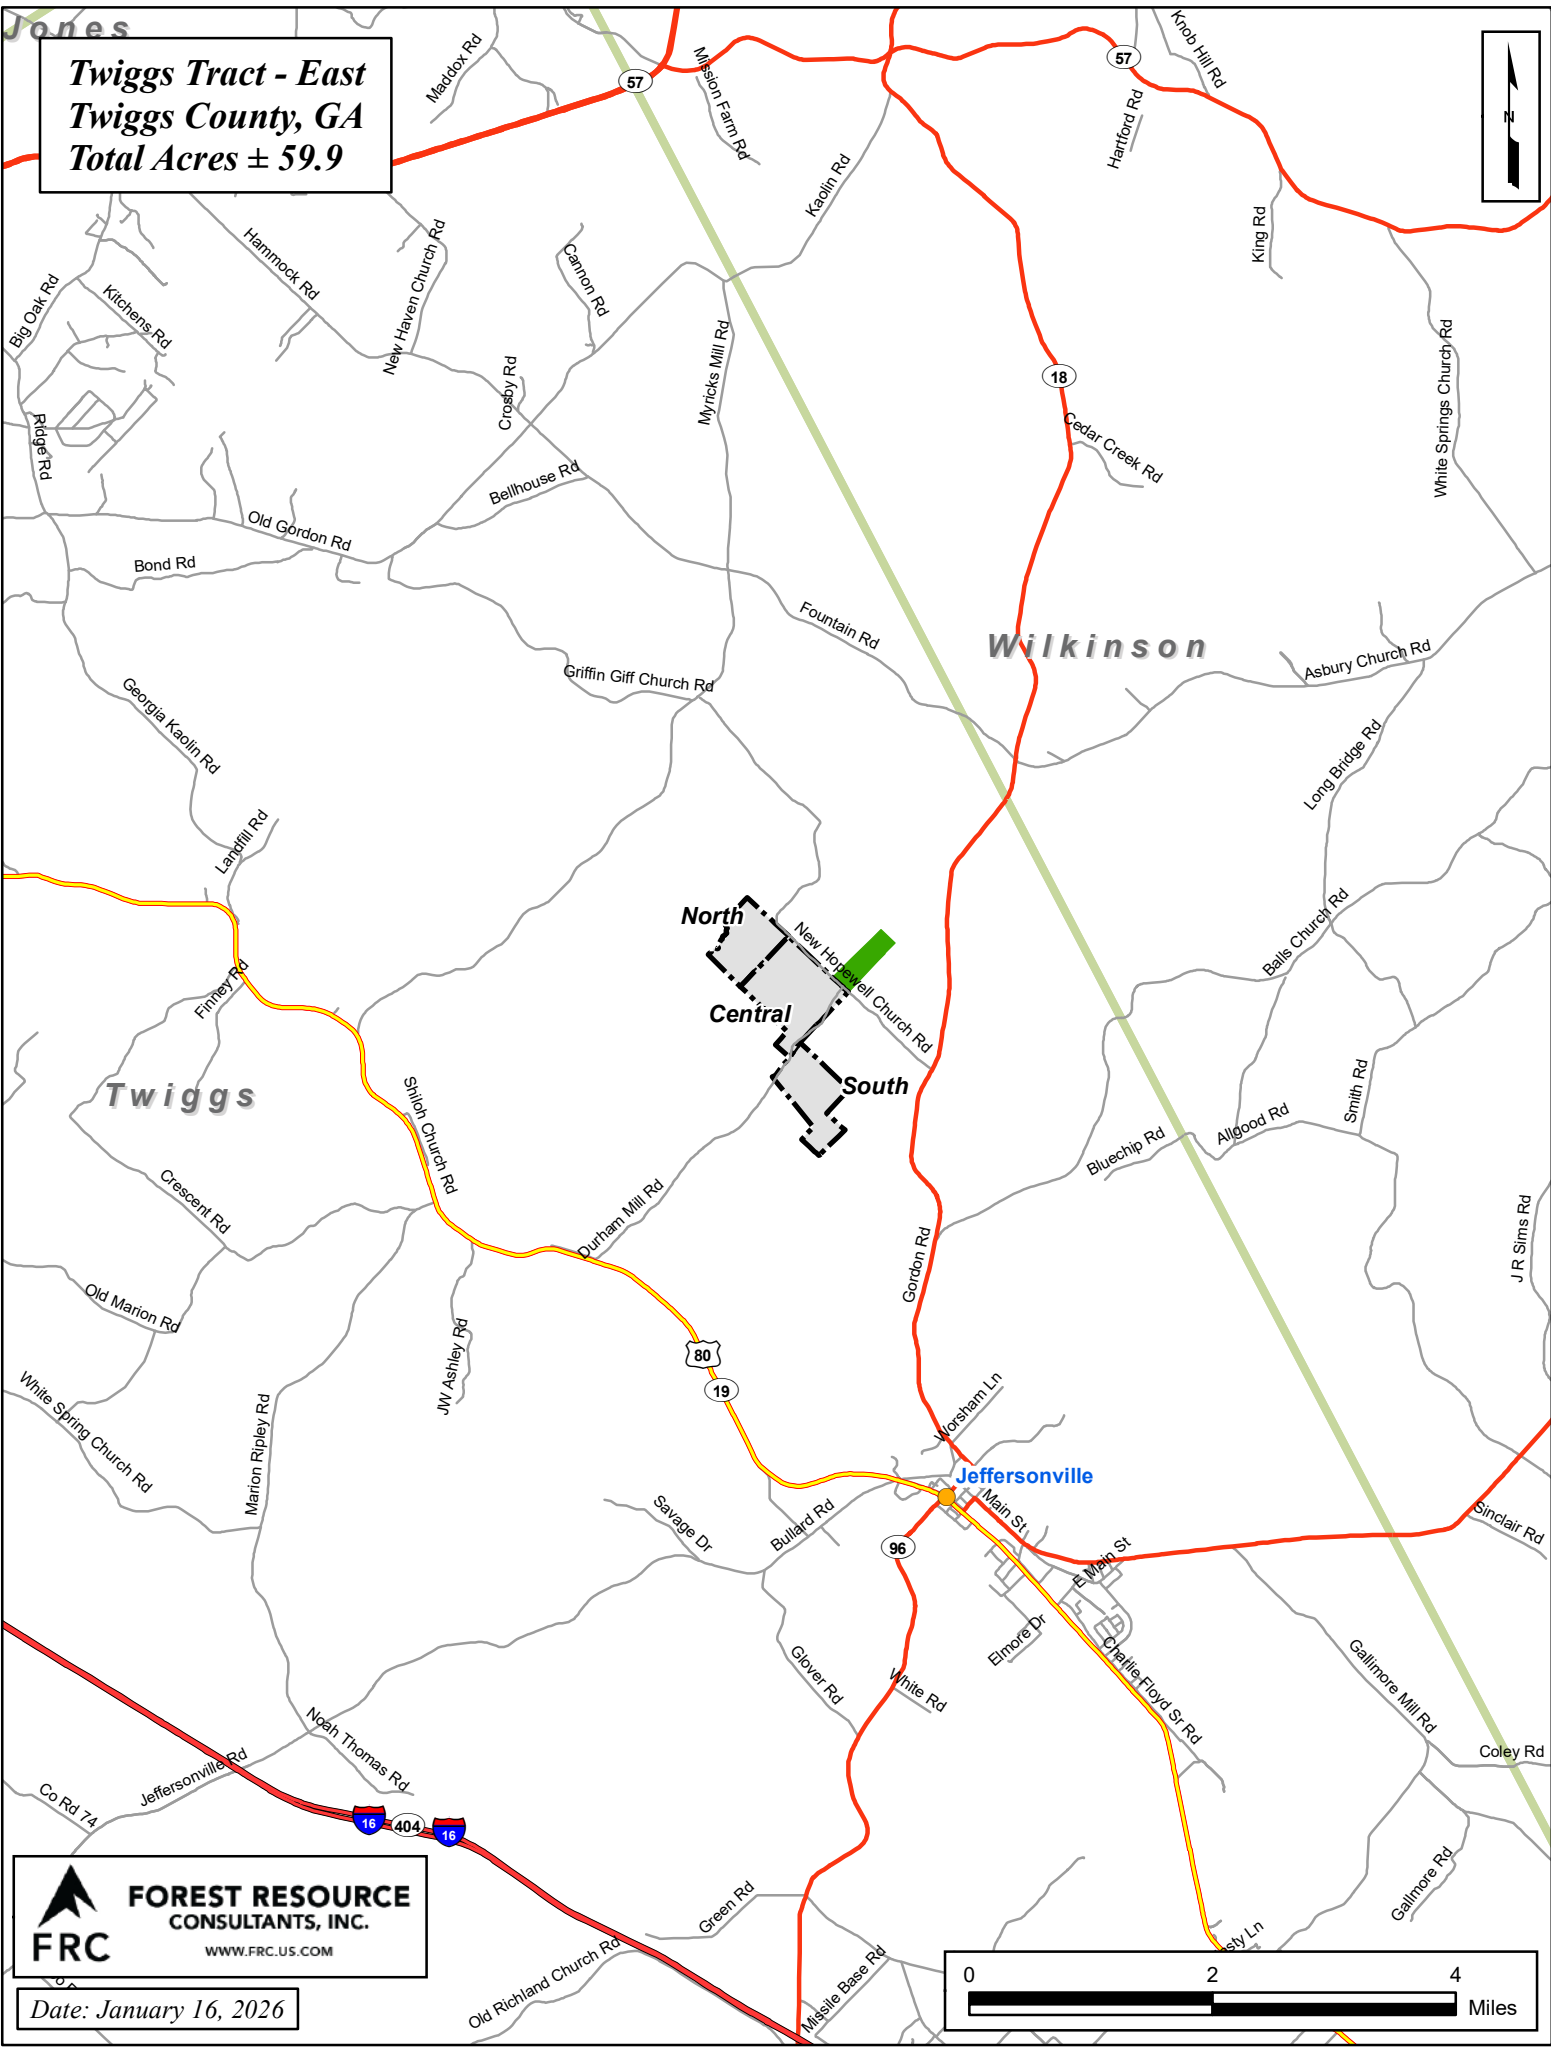 Jones
Twiggs Tract - East
Twiggs County, GA
Total Acres ± 59.9
Maddox Rd
57
Mission Farm Rd
57
Knob Hill Rd
Hartford Rd
N
Kaolin Rd
King Rd
Hammock Rd
New Haven Church Rd
Cannon Rd
Big Oak Rd
Kitchens Rd
Myricks Mill Rd
White Springs Church Rd
Crosby Rd
18
Ridge Rd
Cedar Creek Rd
Bellhouse Rd
Old Gordon Rd
Bond Rd
Fountain Rd
Wilkinson
Asbury Church Rd
Griffin Giff Church Rd
Georgia Kaolin Rd
Long Bridge Rd
Landfill Rd
North
New Hopewell Church Rd
Balls Church Rd
Finney Rd
Central
Twiggs
Shiloh Church Rd
South
Smith Rd
Allgood Rd
Bluechip Rd
Crescent Rd
Durham Mill Rd
Gordon Rd
J R Sims Rd
Old Marion Rd
JW Ashley Rd
80
19
White Spring Church Rd
Marion Ripley Rd
Worsham Ln
Jeffersonville
Main St
Savage Dr
Bullard Rd
96
Sinclair Rd
E Main St
Elmore Dr
Glover Rd
White Rd
Charlie Floyd Sr Rd
Gallimore Mill Rd
Noah Thomas Rd
Jeffersonville Rd
Coley Rd
Co Rd 74
16
404
16
Green Rd
Gallmore Rd
FRC
FOREST RESOURCE
CONSULTANTS, INC.
WWW.FRC.US.COM
Old Richland Church Rd
Missile Base Rd
sty Ln
Date: January 16, 2026
0 2 4
Miles